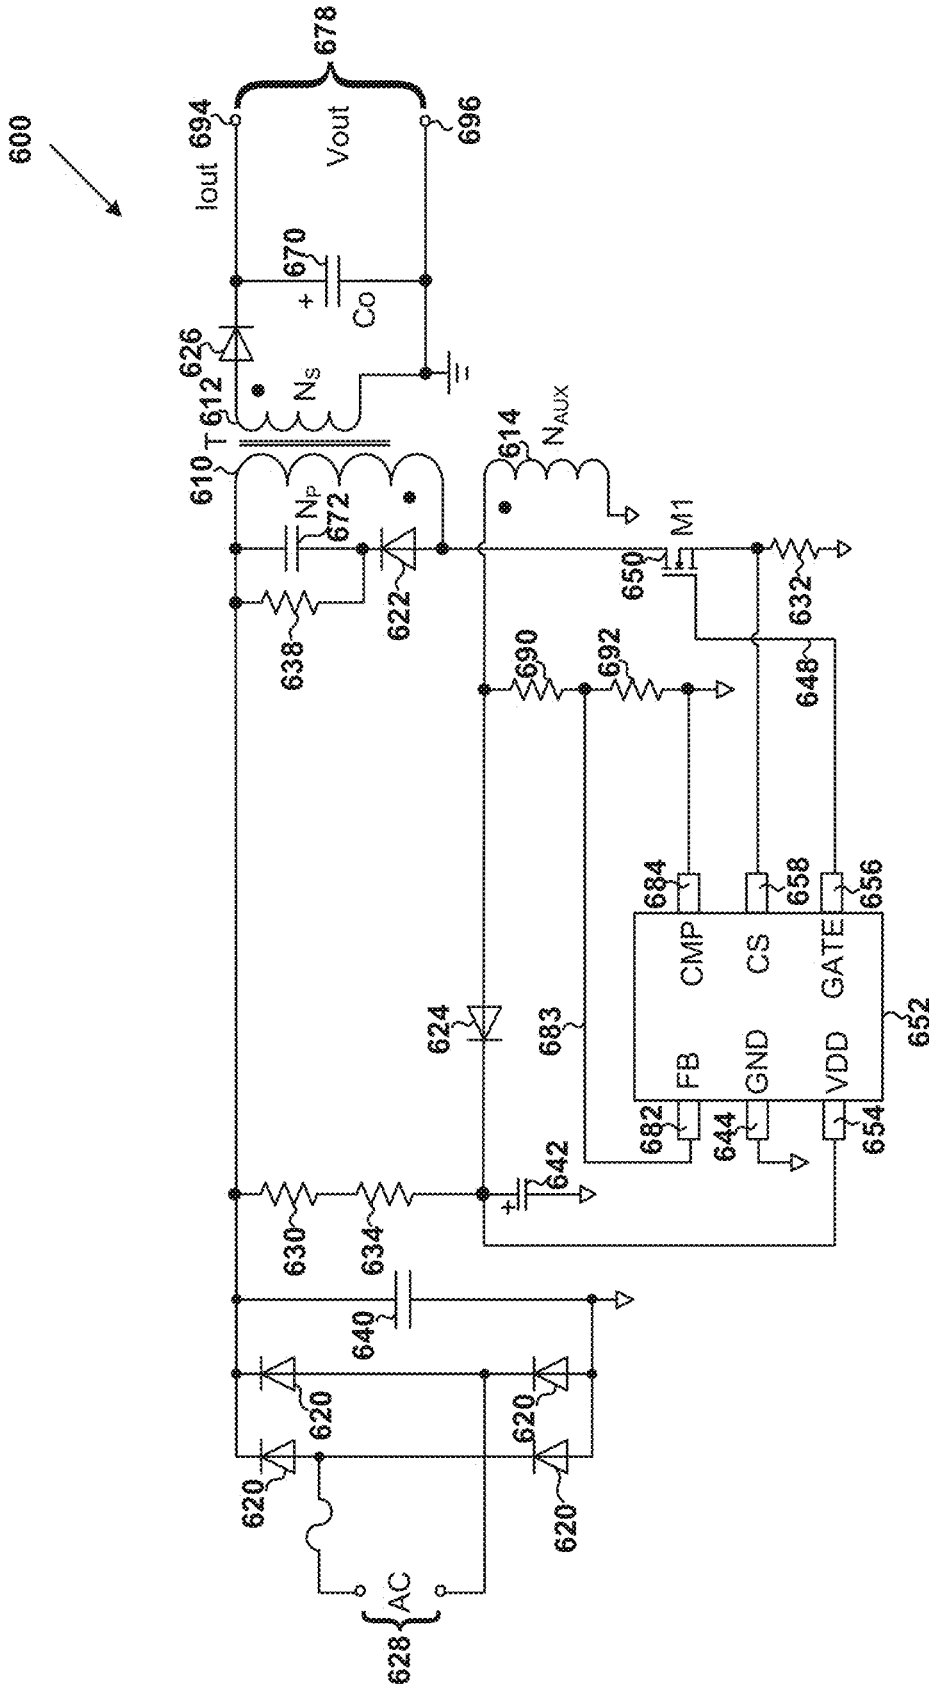 600
678
694
Iout
Vout
696
670
+
Co
626
612
NS
T
610
NP
672
638
622
614
NAUX
650
M1
632
648
690
692
624
683
684
CMP
658
CS
656
GATE
652
FB
682
GND
644
VDD
654
+
642
630
634
640
620
620
620
620
AC
628